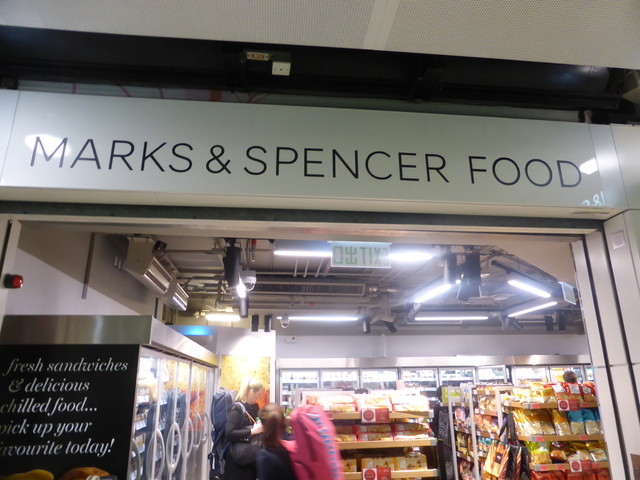 MARKS & SPENCER FOOD
fresh sandwiches
& delicious
chilled food...
pick up your
favourite today!